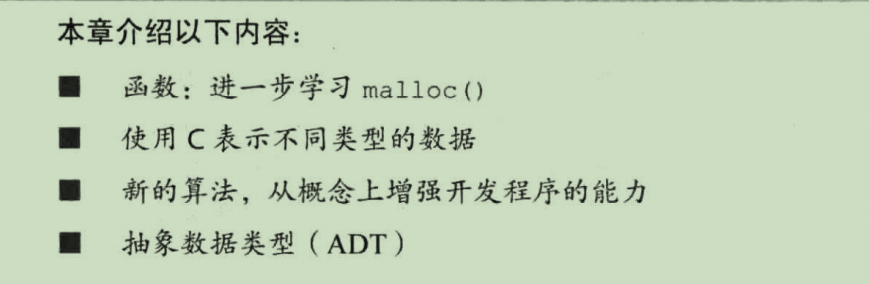 本章介绍以下内容：
■ 函数：进一步学习 malloc()
■ 使用 C 表示不同类型的数据
■ 新的算法，从概念上增强开发程序的能力
■ 抽象数据类型（ADT）